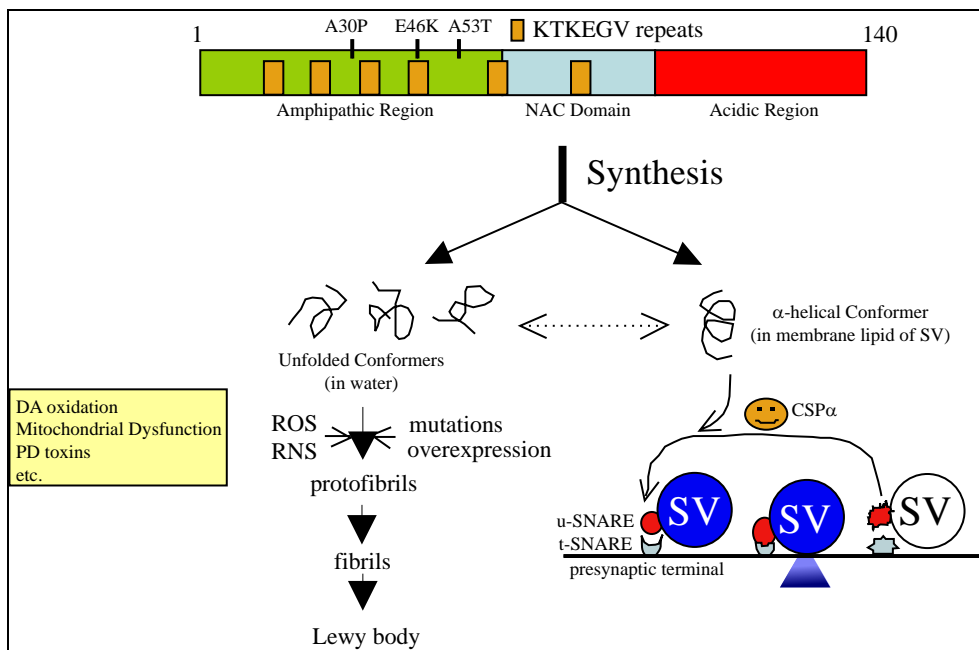 A30P E46K A53T KTKEGV repeats
1 140
Amphipathic Region NAC Domain Acidic Region
Synthesis
α-helical Conformer
(in membrane lipid of SV)
Unfolded Conformers
(in water)
DA oxidation
Mitochondrial Dysfunction
PD toxins
etc.
ROS
RNS
mutations
overexpression
protofibrils
fibrils
Lewy body
CSPα
SV SV SV
u-SNARE
t-SNARE
presynaptic terminal